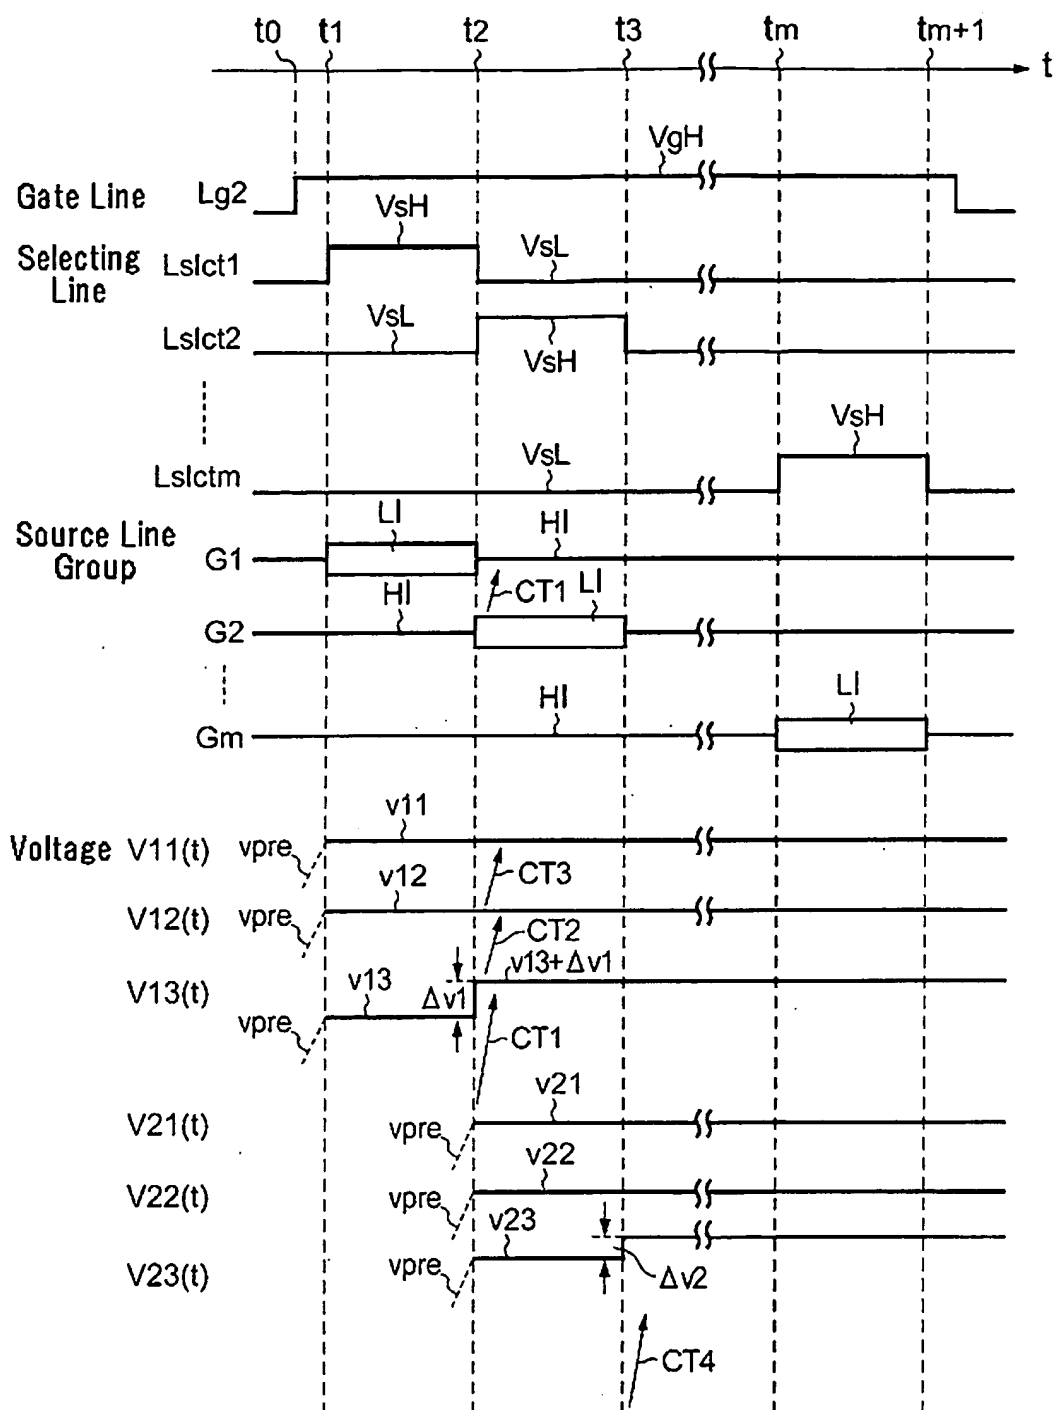 t0 t1 t2 t3 tm tm+1
t
VgH
Gate Line Lg2
VsH
Selecting Line Lslct1 VsL
VsL
Lslct2 VsH
VsH
Lslctm VsL
LI HI
Source Line Group G1
HI CT1 LI
G2
HI LI
Gm
v11
Voltage V11(t) vpre
v12 CT3
V12(t) vpre
CT2
v13 Δv1 v13+Δv1
V13(t) vpre
CT1
v21
V21(t) vpre
v22
V22(t) vpre
v23
V23(t) vpre Δv2
CT4